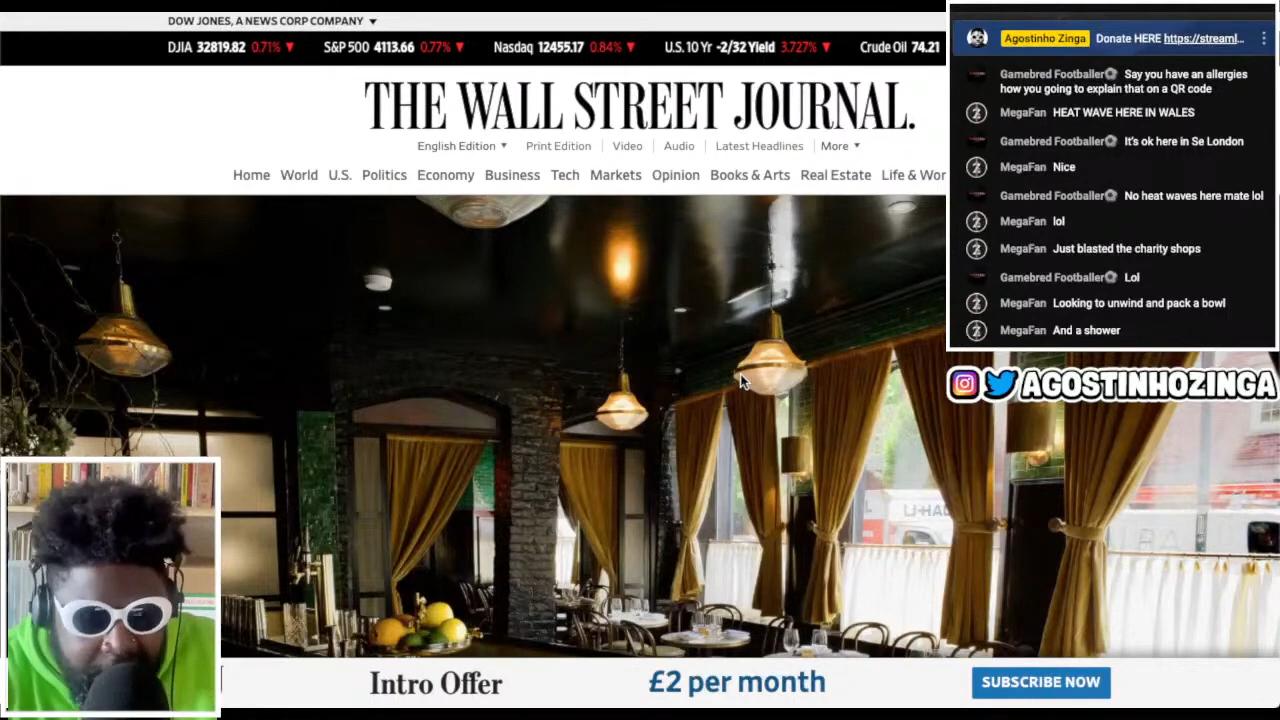 DOW JONES, A NEWS CORP COMPANY
DJIA 32819.82 0.71% S&P 500 4113.66 0.77% Nasdaq 12455.17 0.84% U.S. 10 Yr -2/32 Yield 3.727% Crude Oil 74.21
THE WALL STREET JOURNAL.
English Edition Print Edition Video Audio Latest Headlines More
Home World U.S. Politics Economy Business Tech Markets Opinion Books & Arts Real Estate Life & Wor
Agostinho Zinga Donate HERE https://streaml...
Gamebred Footballer Say you have an allergies
how you going to explain that on a QR code
MegaFan HEAT WAVE HERE IN WALES
Gamebred Footballer It's ok here in Se London
MegaFan Nice
Gamebred Footballer No heat waves here mate lol
MegaFan lol
MegaFan Just blasted the charity shops
Gamebred Footballer Lol
MegaFan Looking to unwind and pack a bowl
MegaFan And a shower
AGOSTINHOZINGA
U-HAU
Intro Offer £2 per month SUBSCRIBE NOW